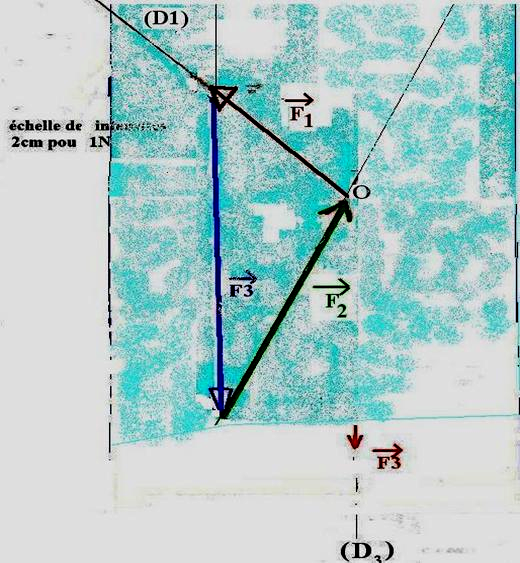 (D1)
F1
échelle de
2cm pou 1N
O
F3
F2
F3
(D3)